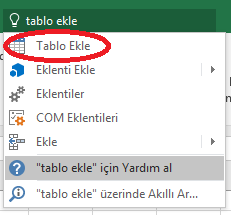 tablo ekle
Tablo Ekle
Eklenti Ekle
Eklentiler
COM Eklentileri
Ekle
"tablo ekle" için Yardım al
"tablo ekle" üzerinde Akıllı Ar...